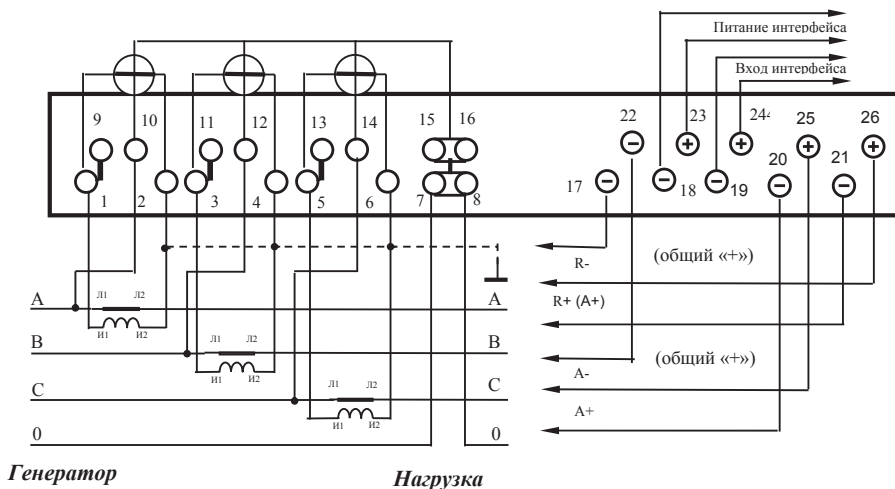 Питание интерфейса
Вход интерфейса
9 10 11 12 13 14 15 16 22 23 244 25 26
17 18 19 20 21
1 2 3 4 5 6 7 8
R-
(общий «+»)
R+ (A+)
A Л1 Л2 A
И1 И2
B Л1 Л2 B
И1 И2
A-
(общий «+»)
C Л1 Л2 C
И1 И2
A+
0 0
Генератор Нагрузка